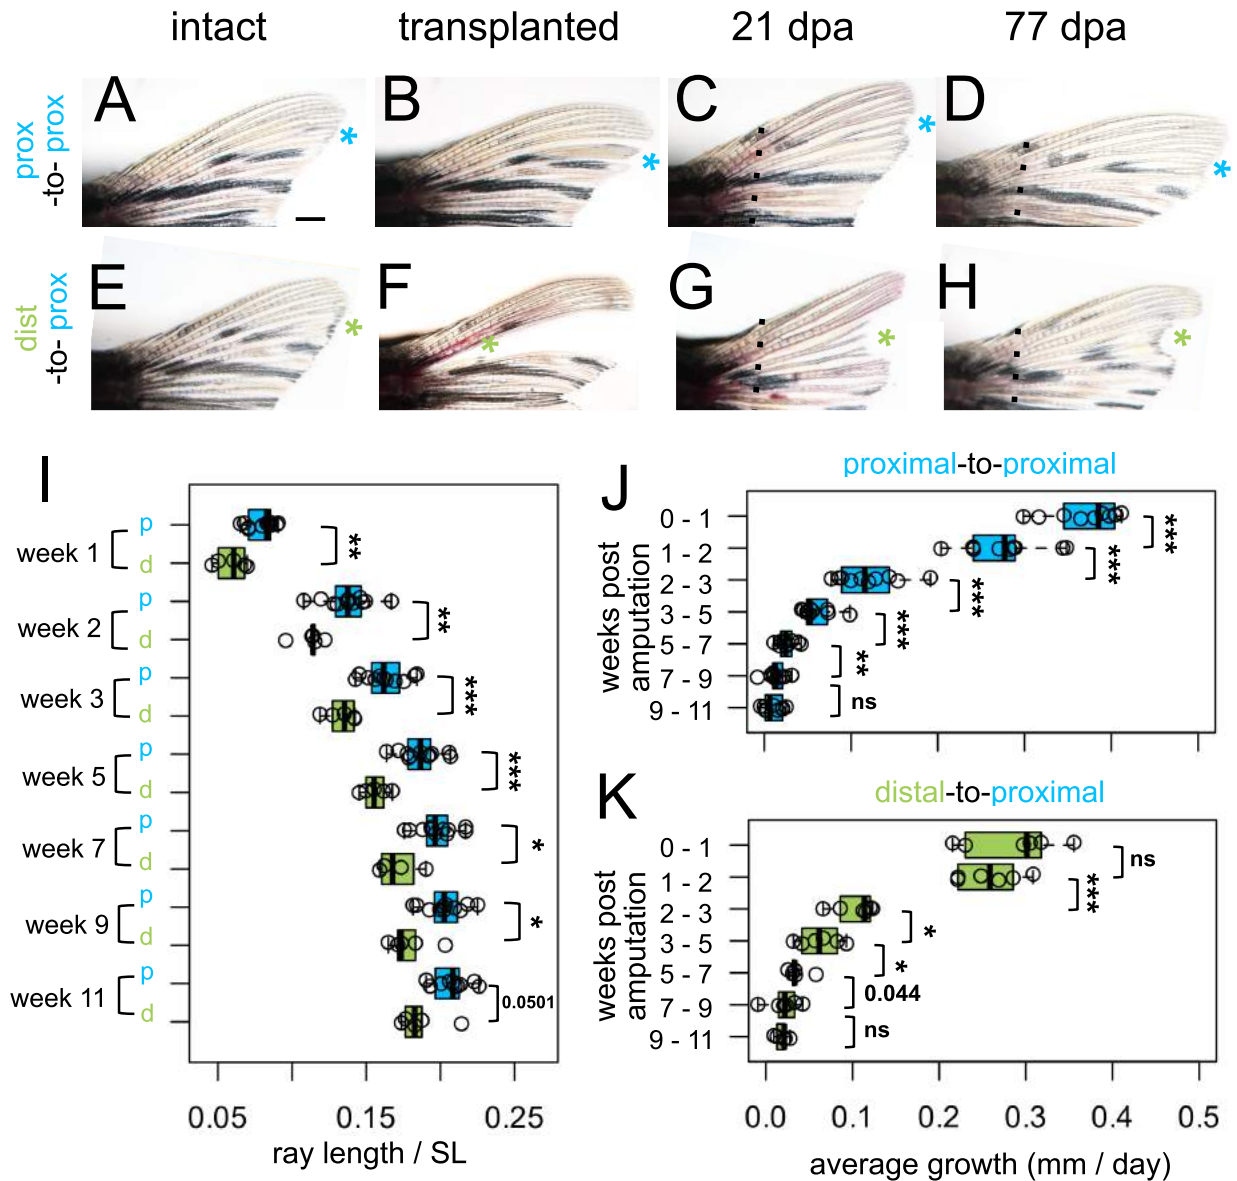 intact transplanted 21 dpa 77 dpa
prox
-to- prox
A B C D
* * * *
dist
-to- prox
E F G H
* * * *
I
week 1 p
d
**
week 2 p
d
**
week 3 p
d
***
week 5 p
d
***
week 7 p
d
*
week 9 p
d
*
week 11 p
d
0.0501
0.05 0.15 0.25
ray length / SL
J
proximal-to-proximal
weeks post
amputation
0 - 1
1 - 2
2 - 3
3 - 5
5 - 7
7 - 9
9 - 11
***
***
***
***
**
ns
K
distal-to-proximal
weeks post
amputation
0 - 1
1 - 2
2 - 3
3 - 5
5 - 7
7 - 9
9 - 11
ns
***
*
*
0.044
ns
0.0 0.1 0.2 0.3 0.4 0.5
average growth (mm / day)